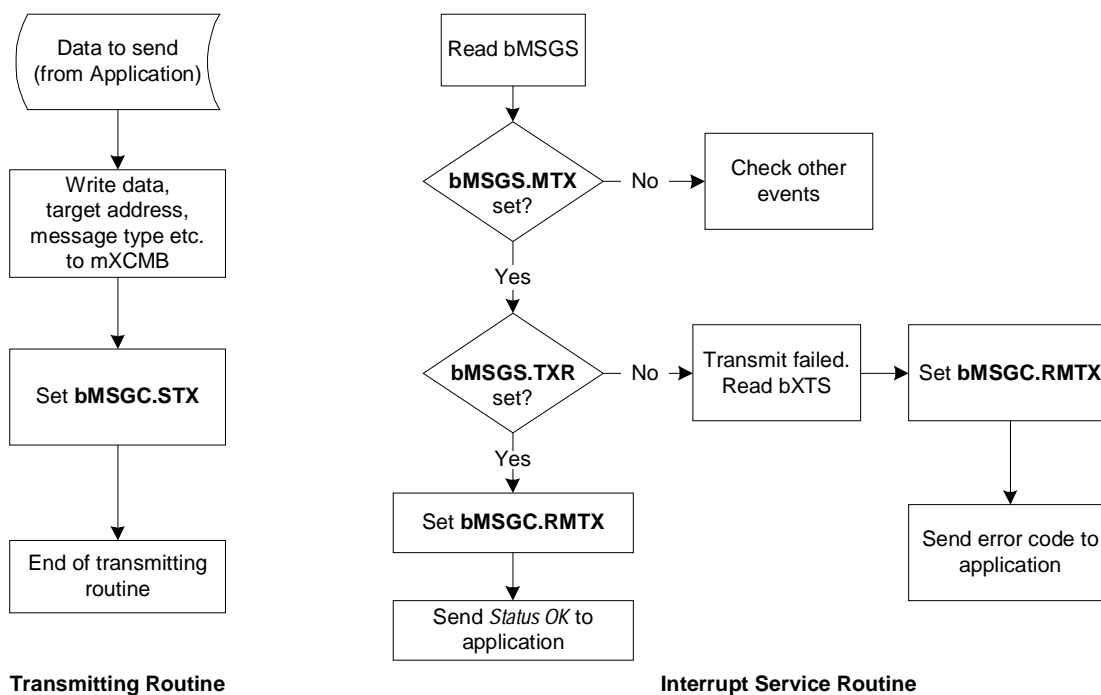 Data to send
(from Application)
Write data,
target address,
message type etc.
to mXCMB
Set bMSGC.STX
End of transmitting
routine
Transmitting Routine
Read bMSGS
bMSGS.MTX
set?
No
Check other
events
Yes
bMSGS.TXR
set?
No
Transmit failed.
Read bXTS
Set bMSGC.RMTX
Yes
Set bMSGC.RMTX
Send error code to
application
Send Status OK to
application
Interrupt Service Routine